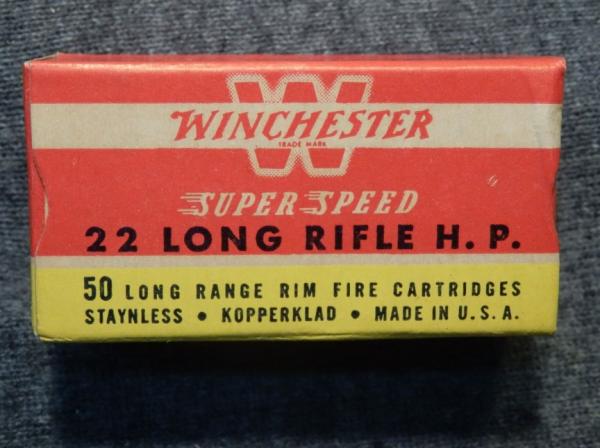 W
WINCHESTER
TRADE MARK
SUPER SPEED
22 LONG RIFLE H. P.
50 LONG RANGE RIM FIRE CARTRIDGES
STAYNLESS • KOPPERKLAD • MADE IN U. S. A.